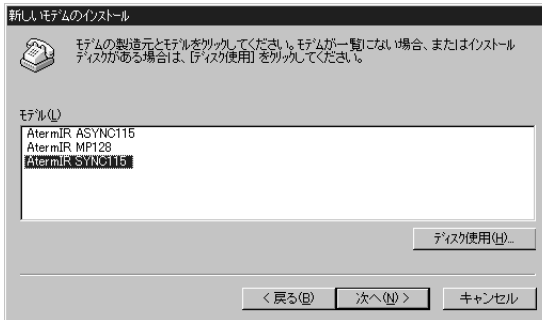 新しいモデムのインストール
モデムの製造元とモデルをクリックしてください。モデムが一覧にない場合、またはインストール
ディスクがある場合は、[ディスク使用] をクリックしてください。
モデル(L)
AtermIR ASYNC115
AtermIR MP128
AtermIR SYNC115
ディスク使用(H)...
< 戻る(B)
次へ(N) >
キャンセル